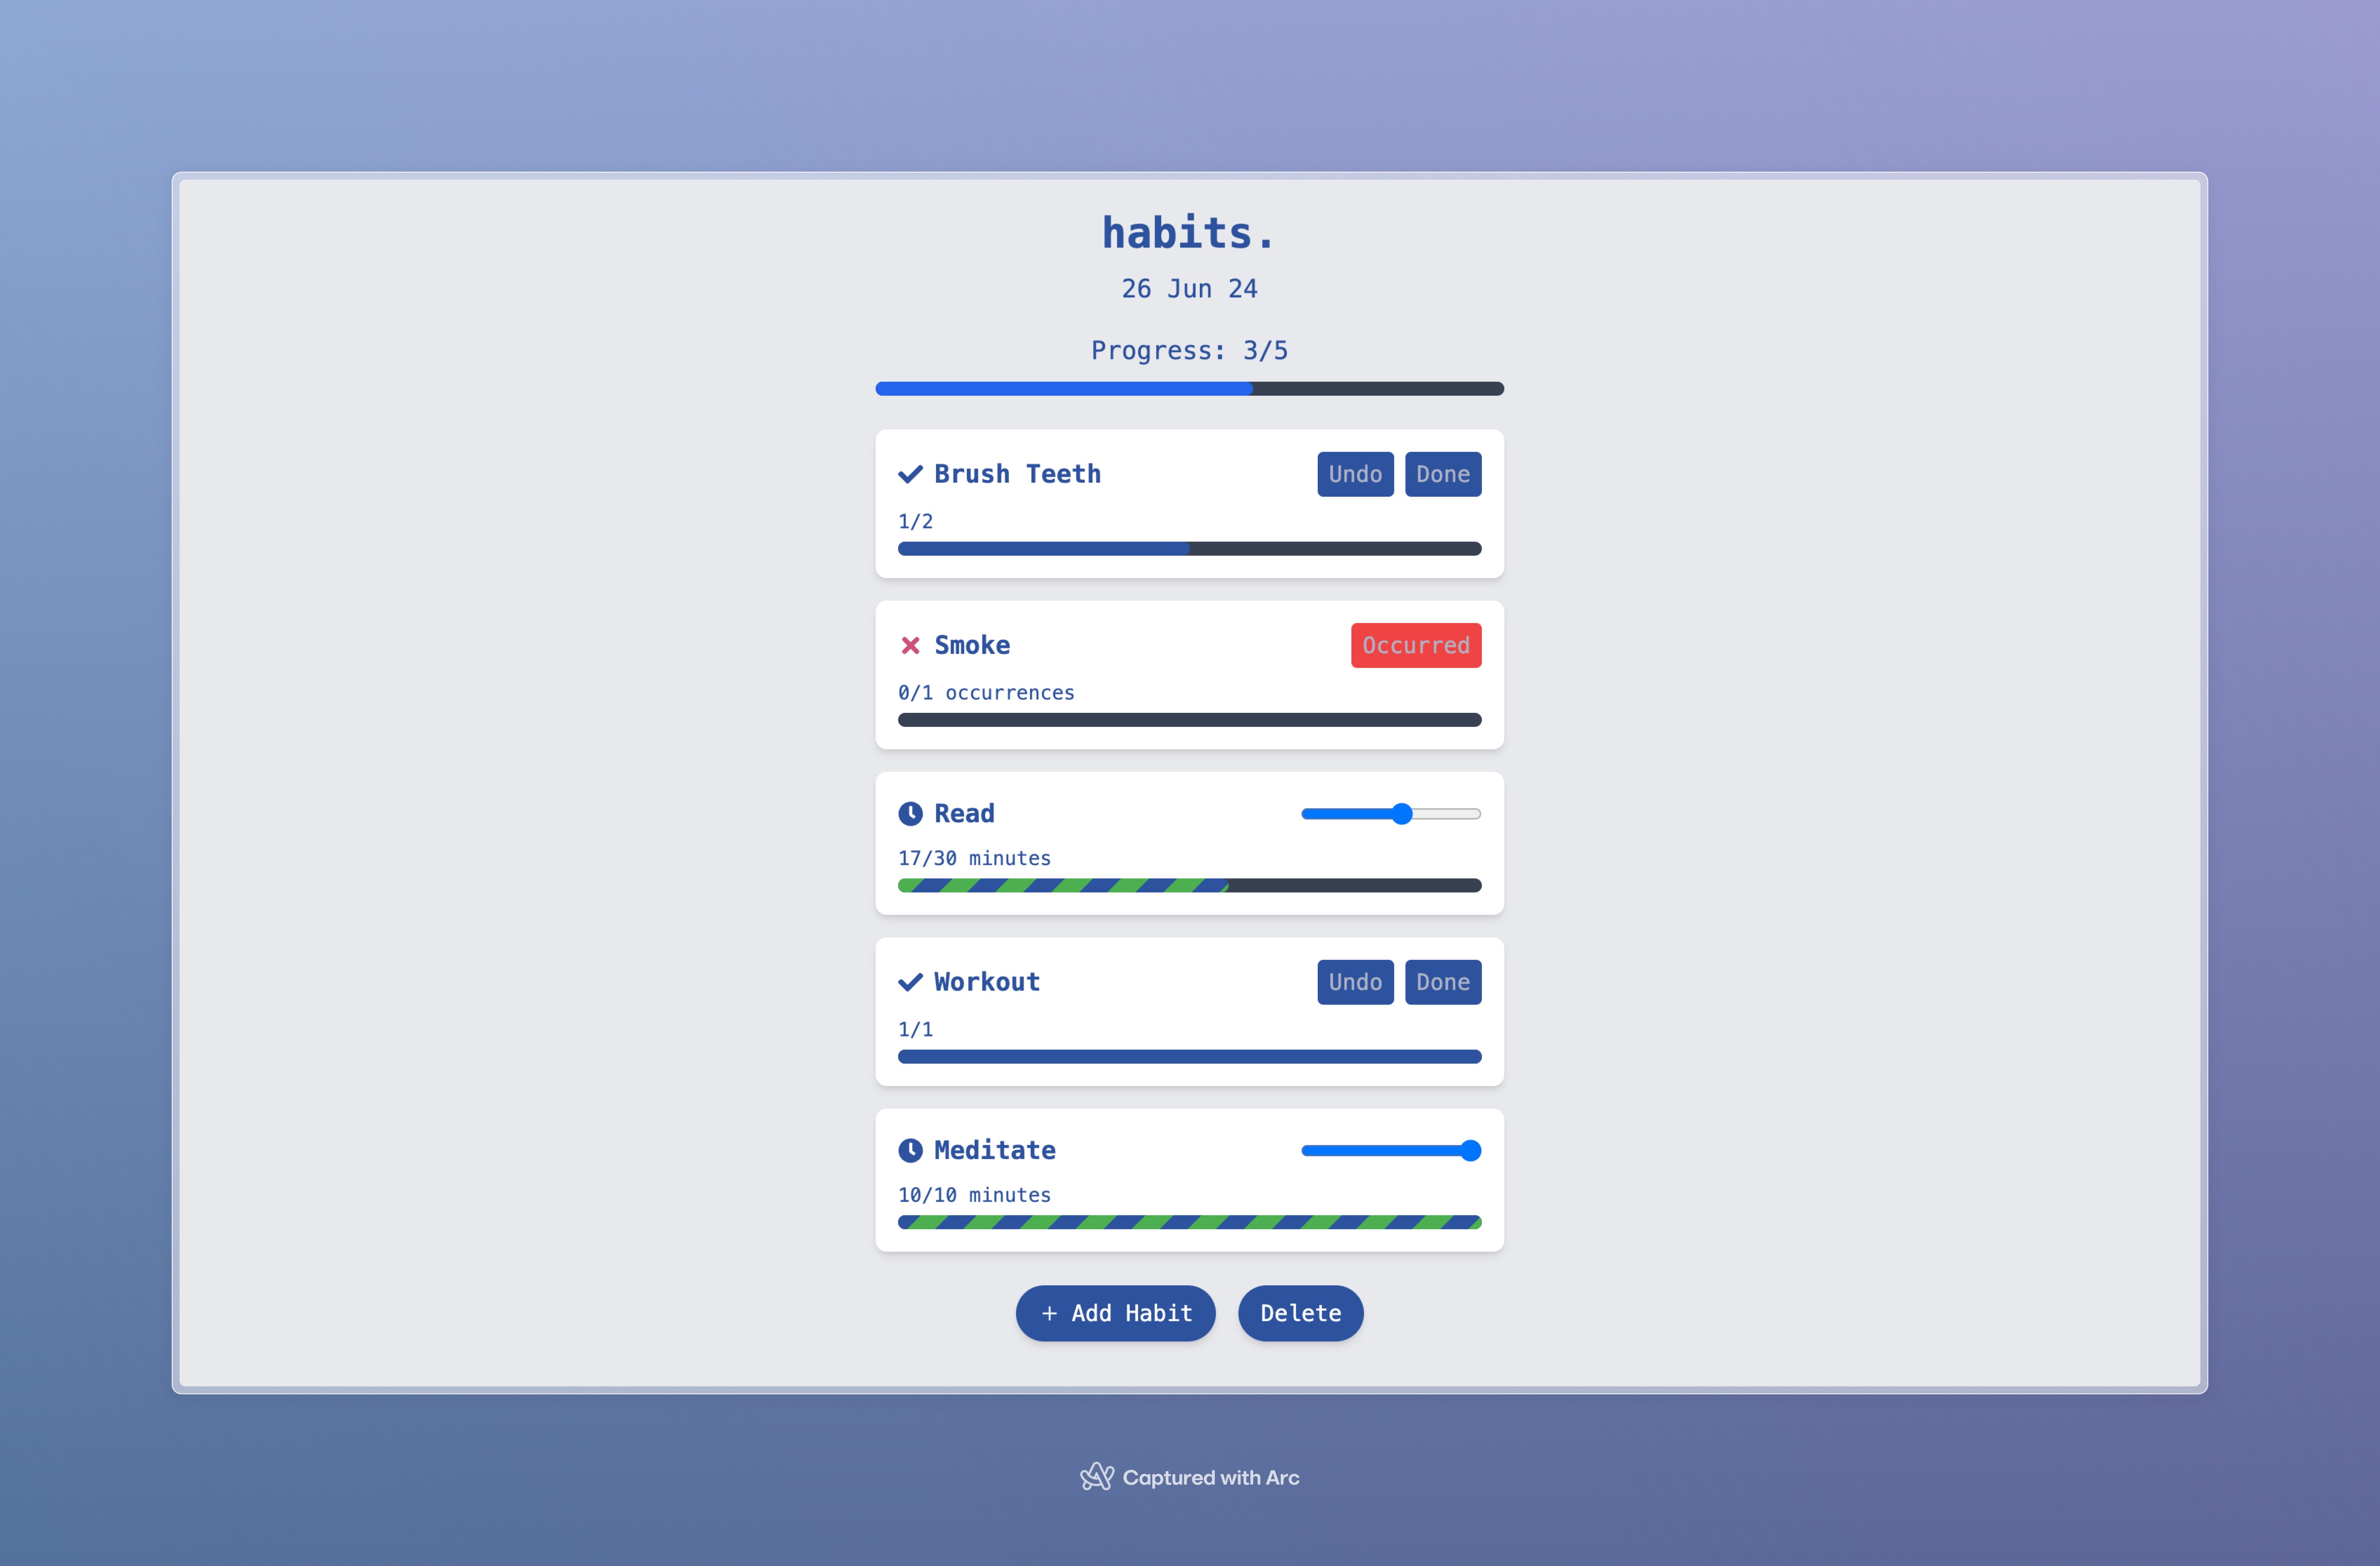 habits.
26 Jun 24
Progress: 3/5
Brush Teeth Undo Done
1/2
Smoke Occurred
0/1 occurrences
Read
17/30 minutes
Workout Undo Done
1/1
Meditate
10/10 minutes
+ Add Habit Delete
Captured with Arc